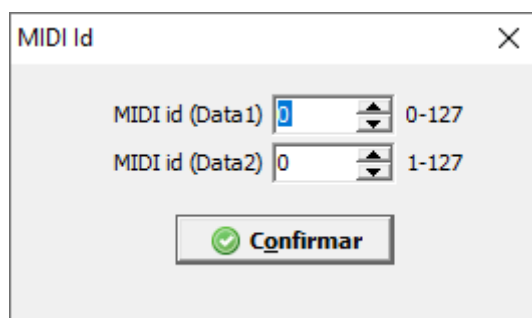 MIDI Id
MIDI id (Data1) 0 0-127
MIDI id (Data2) 0 1-127
Confirmar